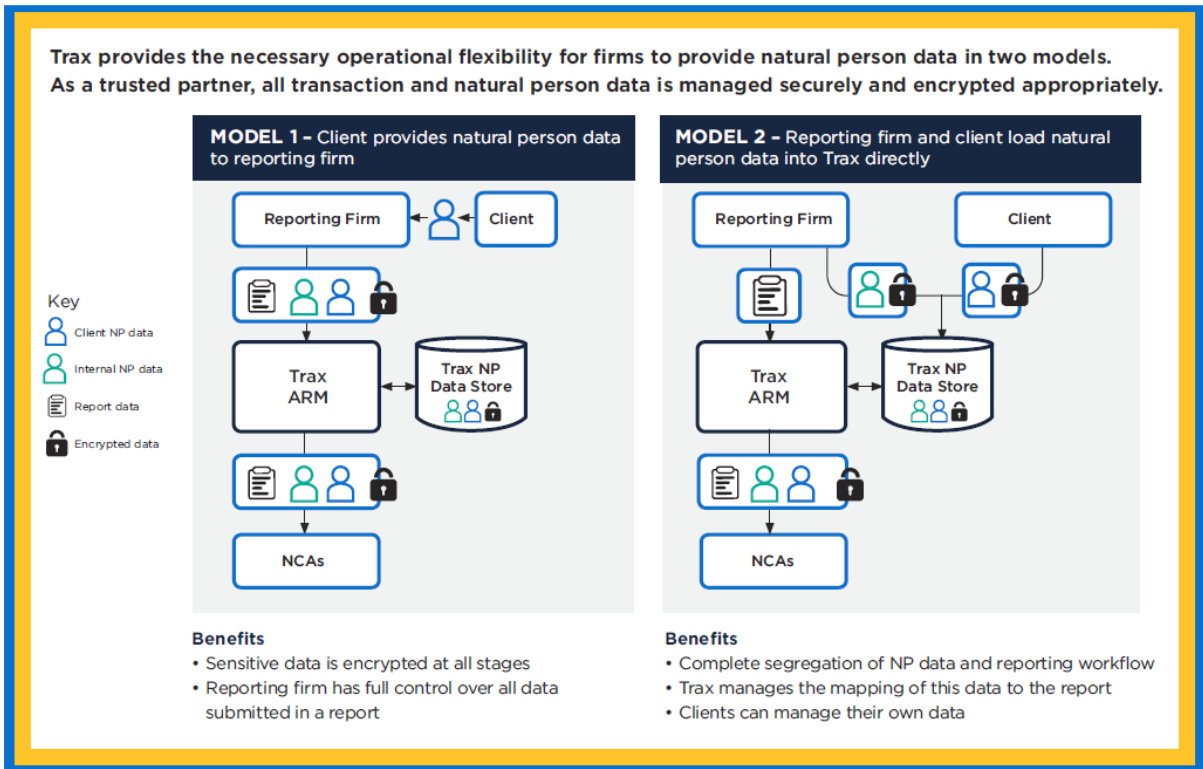 Trax provides the necessary operational flexibility for firms to provide natural person data in two models.
As a trusted partner, all transaction and natural person data is managed securely and encrypted appropriately.
MODEL 1 – Client provides natural person data
to reporting firm
Reporting Firm
Client
Trax
ARM
Trax NP
Data Store
NCAs
Benefits
• Sensitive data is encrypted at all stages
• Reporting firm has full control over all data
submitted in a report
MODEL 2 – Reporting firm and client load natural
person data into Trax directly
Reporting Firm
Client
Trax
ARM
Trax NP
Data Store
NCAs
Benefits
• Complete segregation of NP data and reporting workflow
• Trax manages the mapping of this data to the report
• Clients can manage their own data
Key
Client NP data
Internal NP data
Report data
Encrypted data